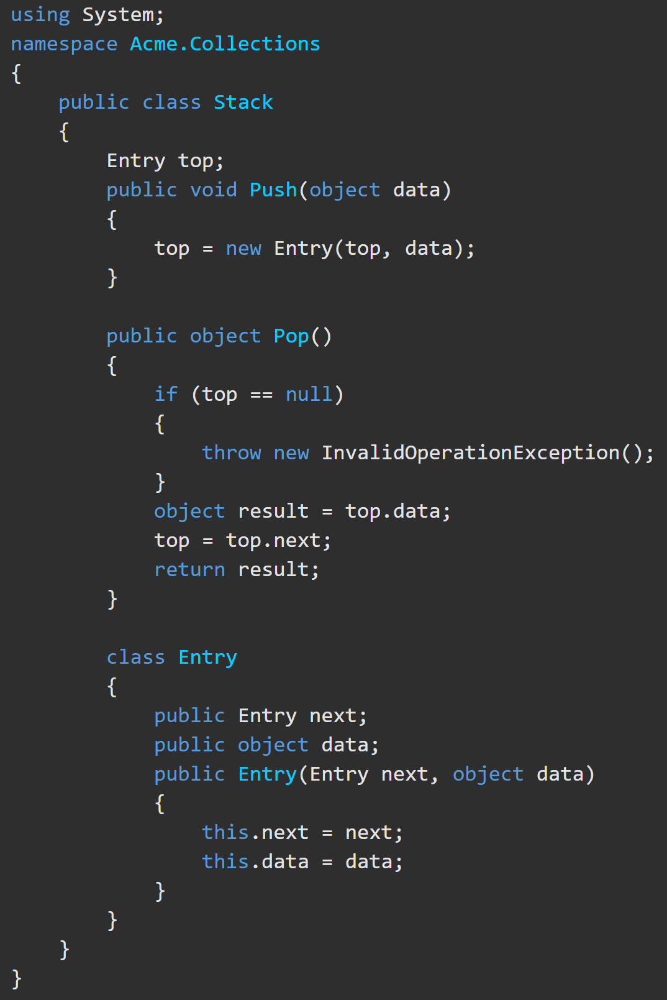 using System;
namespace Acme.Collections
{
    public class Stack
    {
        Entry top;
        public void Push(object data)
        {
            top = new Entry(top, data);
        }

        public object Pop()
        {
            if (top == null)
            {
                throw new InvalidOperationException();
            }
            object result = top.data;
            top = top.next;
            return result;
        }

        class Entry
        {
            public Entry next;
            public object data;
            public Entry(Entry next, object data)
            {
                this.next = next;
                this.data = data;
            }
        }
    }
}